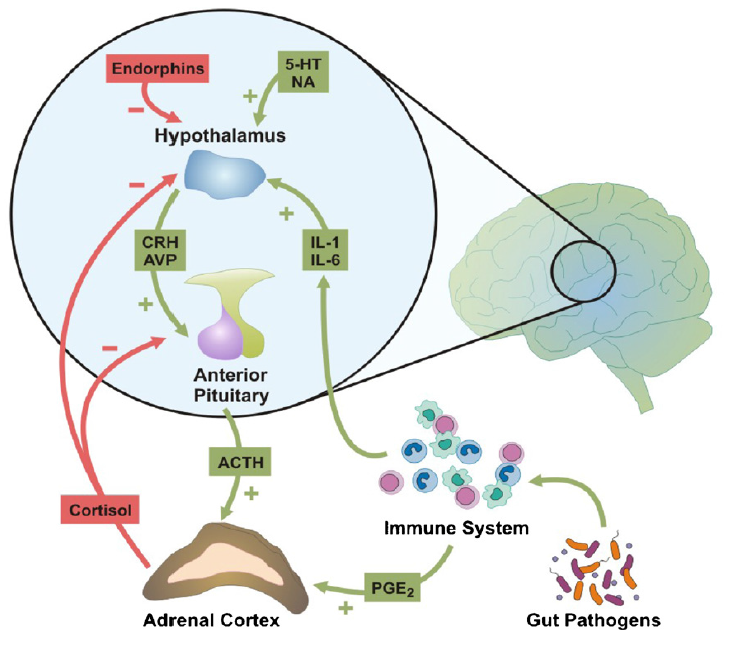 Endorphins
5-HT
NA
+
−
Hypothalamus
−
+
CRH
AVP
IL-1
IL-6
+
−
Anterior
Pituitary
ACTH
+
Cortisol
Immune System
PGE₂
+
Adrenal Cortex
Gut Pathogens